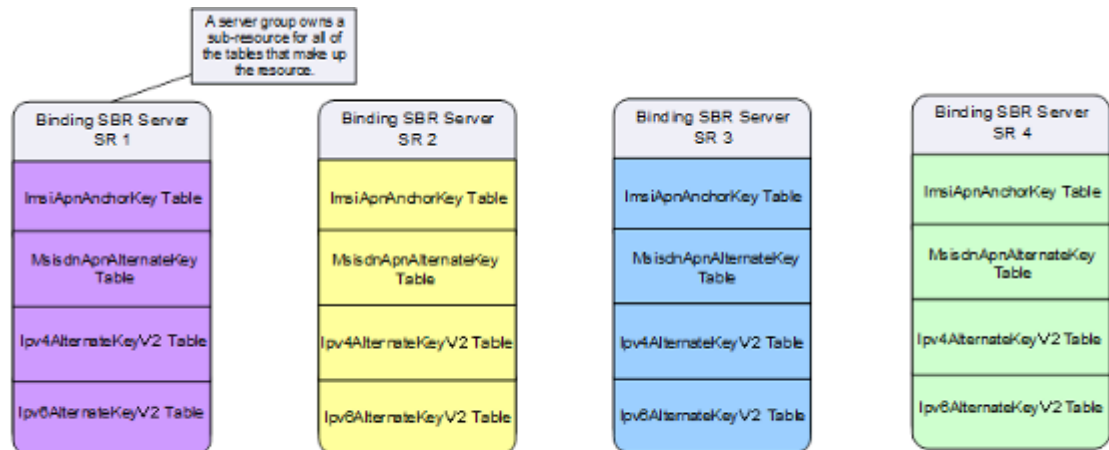 A server group owns a
sub-resource for all of
the tables that make up
the resource.
Binding SBR Server
SR 1
ImsiApnAnchorKey Table
MsisdnApnAlternateKey
Table
Ipv4AlternateKeyV2 Table
Ipv6AlternateKeyV2 Table
Binding SBR Server
SR 2
ImsiApnAnchorKey Table
MsisdnApnAlternateKey
Table
Ipv4AlternateKeyV2 Table
Ipv6AlternateKeyV2 Table
Binding SBR Server
SR 3
ImsiApnAnchorKey Table
MsisdnApnAlternateKey
Table
Ipv4AlternateKeyV2 Table
Ipv6AlternateKeyV2 Table
Binding SBR Server
SR 4
ImsiApnAnchorKey Table
MsisdnApnAlternateKey
Table
Ipv4AlternateKeyV2 Table
Ipv6AlternateKeyV2 Table